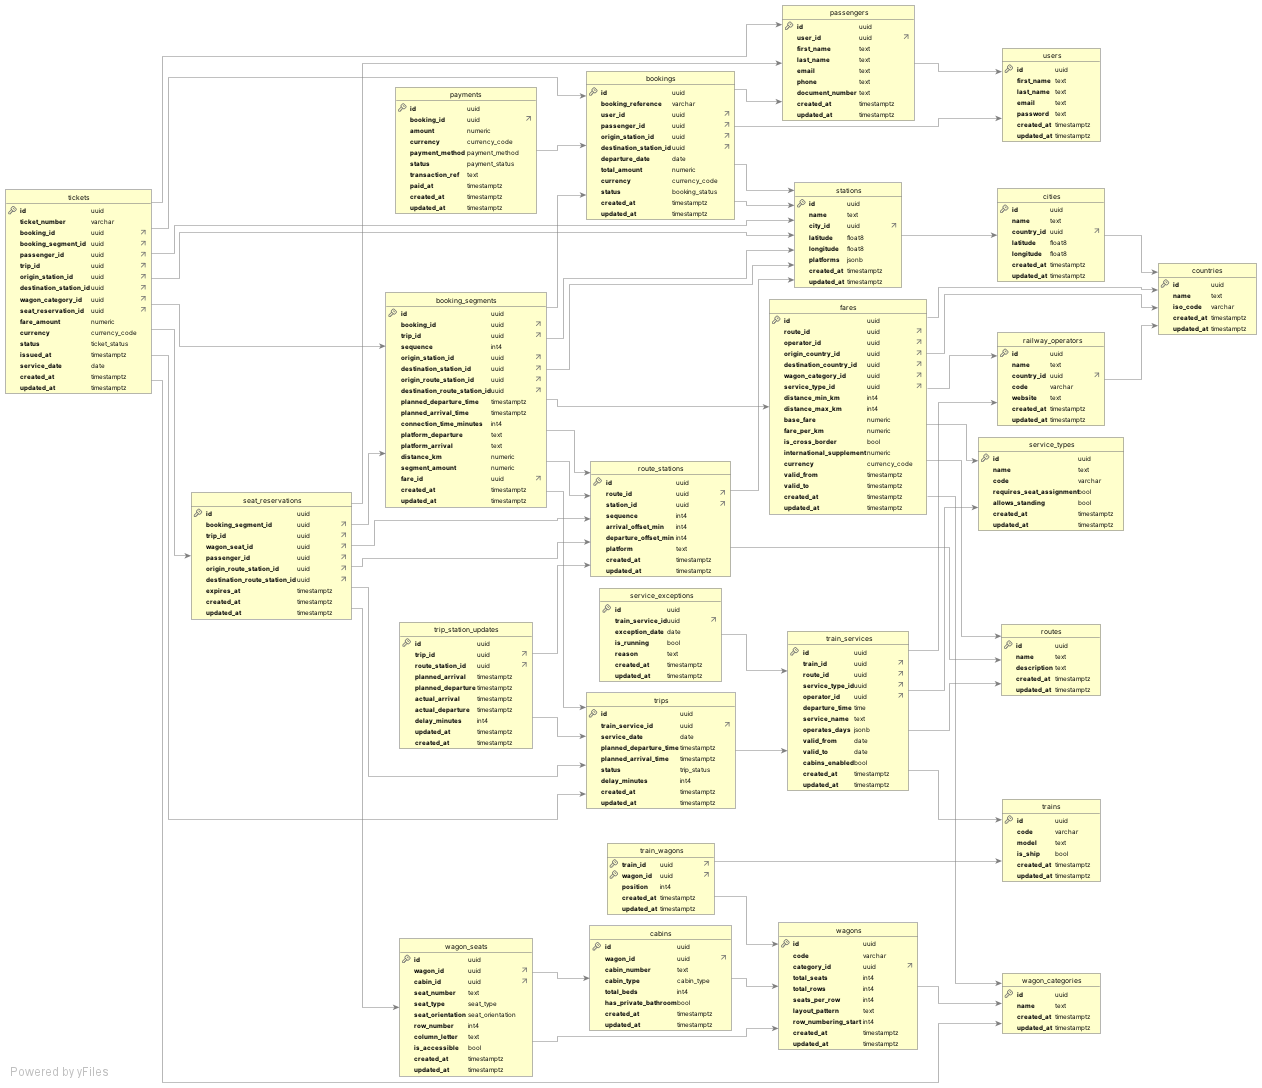 passengers
id uuid
user_id uuid
first_name text
last_name text
email text
phone text
document_number text
created_at timestamptz
updated_at timestamptz
users
id uuid
first_name text
last_name text
email text
password text
created_at timestamptz
updated_at timestamptz
bookings
id uuid
booking_reference varchar
user_id uuid
passenger_id uuid
origin_station_id uuid
destination_station_id uuid
departure_date date
total_amount numeric
currency currency_code
status booking_status
created_at timestamptz
updated_at timestamptz
payments
id uuid
booking_id uuid
amount numeric
currency currency_code
payment_method payment_method
status payment_status
transaction_ref text
paid_at timestamptz
created_at timestamptz
updated_at timestamptz
tickets
id uuid
ticket_number varchar
booking_id uuid
booking_segment_id uuid
passenger_id uuid
trip_id uuid
origin_station_id uuid
destination_station_id uuid
wagon_category_id uuid
seat_reservation_id uuid
fare_amount numeric
currency currency_code
status ticket_status
issued_at timestamptz
service_date date
created_at timestamptz
updated_at timestamptz
stations
id uuid
name text
city_id uuid
latitude float8
longitude float8
platforms jsonb
created_at timestamptz
updated_at timestamptz
cities
id uuid
name text
country_id uuid
latitude float8
longitude float8
created_at timestamptz
updated_at timestamptz
countries
id uuid
name text
iso_code varchar
created_at timestamptz
updated_at timestamptz
booking_segments
id uuid
booking_id uuid
trip_id uuid
sequence int4
origin_station_id uuid
destination_station_id uuid
origin_route_station_id uuid
destination_route_station_id uuid
planned_departure_time timestamptz
planned_arrival_time timestamptz
connection_time_minutes int4
platform_departure text
platform_arrival text
distance_km numeric
segment_amount numeric
fare_id uuid
created_at timestamptz
updated_at timestamptz
fares
id uuid
route_id uuid
operator_id uuid
origin_country_id uuid
destination_country_id uuid
wagon_category_id uuid
service_type_id uuid
distance_min_km int4
distance_max_km int4
base_fare numeric
fare_per_km numeric
is_cross_border bool
international_supplement numeric
currency currency_code
valid_from timestamptz
valid_to timestamptz
created_at timestamptz
updated_at timestamptz
railway_operators
id uuid
name text
country_id uuid
code varchar
website text
created_at timestamptz
updated_at timestamptz
service_types
id uuid
name text
code varchar
requires_seat_assignment bool
allows_standing bool
created_at timestamptz
updated_at timestamptz
route_stations
id uuid
route_id uuid
station_id uuid
sequence int4
arrival_offset_min int4
departure_offset_min int4
platform text
created_at timestamptz
updated_at timestamptz
seat_reservations
id uuid
booking_segment_id uuid
trip_id uuid
wagon_seat_id uuid
passenger_id uuid
origin_route_station_id uuid
destination_route_station_id uuid
expires_at timestamptz
created_at timestamptz
updated_at timestamptz
service_exceptions
id uuid
train_service_id uuid
exception_date date
is_running bool
reason text
created_at timestamptz
updated_at timestamptz
trip_station_updates
id uuid
trip_id uuid
route_station_id uuid
planned_arrival timestamptz
planned_departure timestamptz
actual_arrival timestamptz
actual_departure timestamptz
delay_minutes int4
updated_at timestamptz
created_at timestamptz
train_services
id uuid
train_id uuid
route_id uuid
service_type_id uuid
operator_id uuid
departure_time time
service_name text
operates_days jsonb
valid_from date
valid_to date
cabins_enabled bool
created_at timestamptz
updated_at timestamptz
routes
id uuid
name text
description text
created_at timestamptz
updated_at timestamptz
trips
id uuid
train_service_id uuid
service_date date
planned_departure_time timestamptz
planned_arrival_time timestamptz
status trip_status
delay_minutes int4
created_at timestamptz
updated_at timestamptz
trains
id uuid
code varchar
model text
is_ship bool
created_at timestamptz
updated_at timestamptz
train_wagons
train_id uuid
wagon_id uuid
position int4
created_at timestamptz
updated_at timestamptz
cabins
id uuid
wagon_id uuid
cabin_number text
cabin_type cabin_type
total_beds int4
has_private_bathroom bool
created_at timestamptz
updated_at timestamptz
wagons
id uuid
code varchar
category_id uuid
total_seats int4
total_rows int4
seats_per_row int4
layout_pattern text
row_numbering_start int4
created_at timestamptz
updated_at timestamptz
wagon_seats
id uuid
wagon_id uuid
cabin_id uuid
seat_number text
seat_type seat_type
seat_orientation seat_orientation
row_number int4
column_letter text
is_accessible bool
created_at timestamptz
updated_at timestamptz
wagon_categories
id uuid
name text
created_at timestamptz
updated_at timestamptz
Powered by yFiles